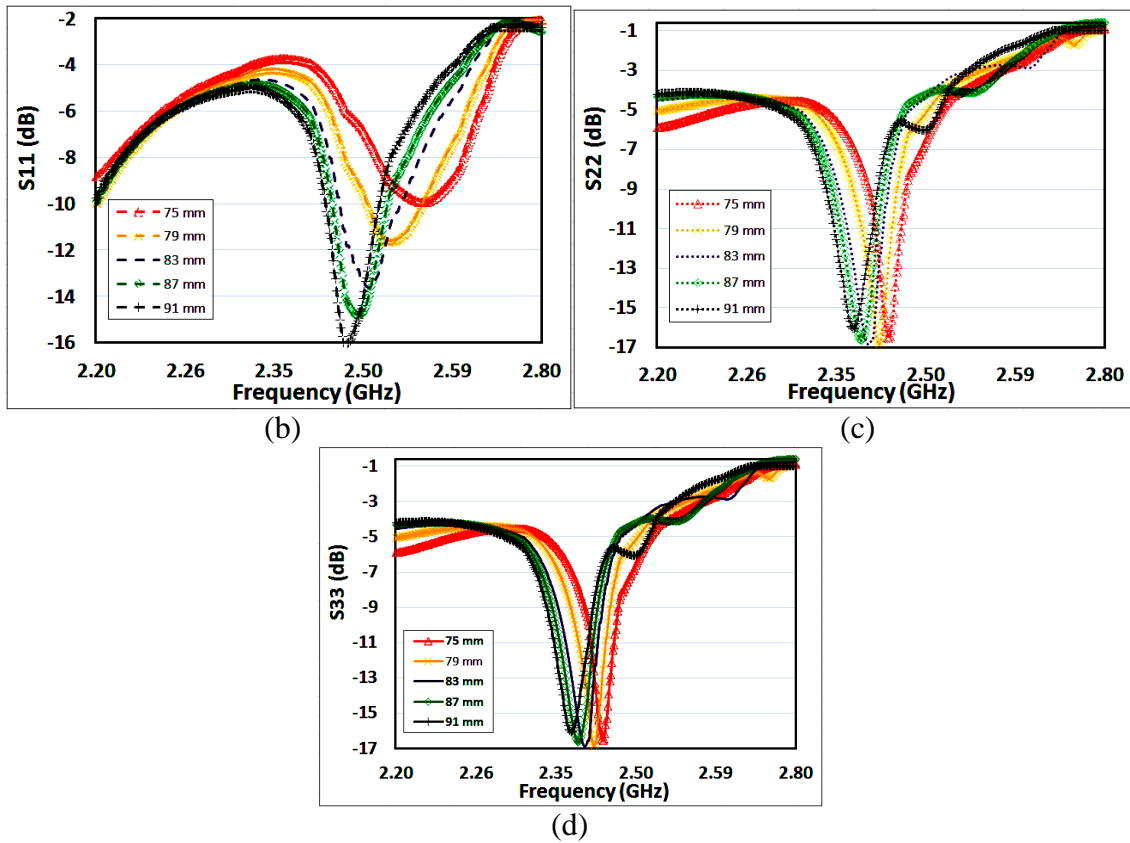 -2
-4
-6
-8
-10
-12
-14
-16
S11 (dB)
75 mm
79 mm
83 mm
87 mm
91 mm
2.20 2.26 2.35 2.50 2.59 2.80
Frequency (GHz)
(b)
-1
-3
-5
-7
-9
-11
-13
-15
-17
S22 (dB)
75 mm
79 mm
83 mm
87 mm
91 mm
2.20 2.26 2.35 2.50 2.59 2.80
Frequency (GHz)
(c)
-1
-3
-5
-7
-9
-11
-13
-15
-17
S33 (dB)
75 mm
79 mm
83 mm
87 mm
91 mm
2.20 2.26 2.35 2.50 2.59 2.80
Frequency (GHz)
(d)